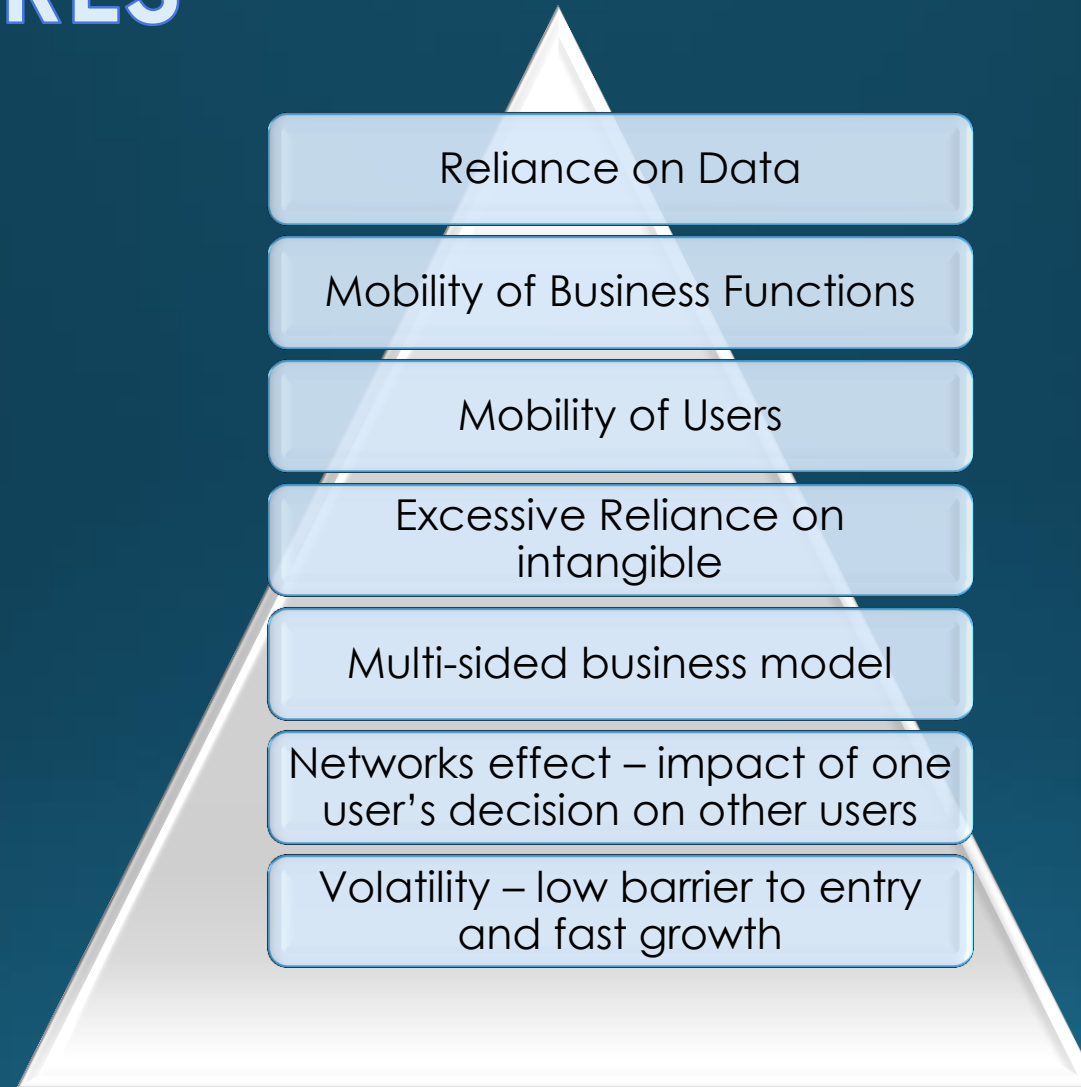 Reliance on Data
Mobility of Business Functions
Mobility of Users
Excessive Reliance on
intangible
Multi-sided business model
Networks effect – impact of one
user’s decision on other users
Volatility – low barrier to entry
and fast growth